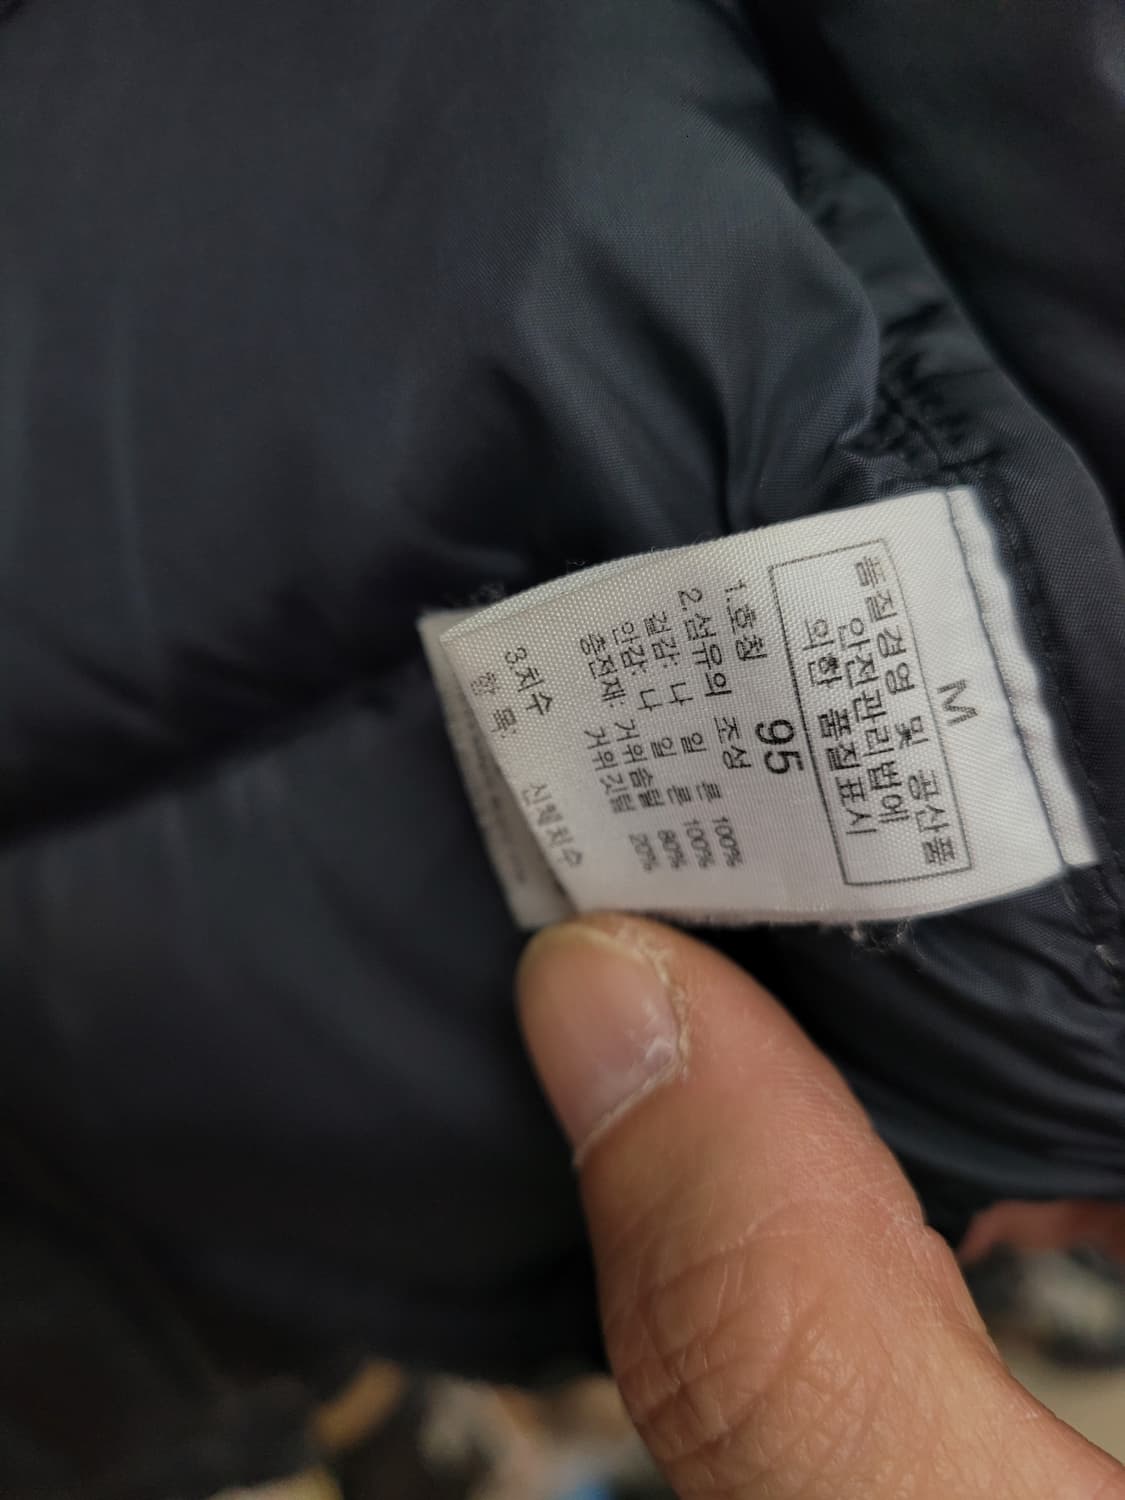 M
품질경영 및 공산품
안전관리법에
의한 품질표시
1.호칭 95
2.섬유의 조성
겉감: 나 일 론 100%
안감: 나 일 론 100%
충전재: 거위솜털 80%
거위깃털 20%
3.치수
항 목 신체치수